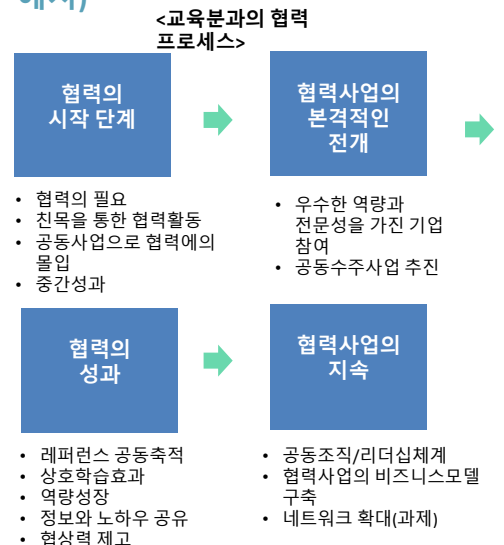 예시)
<교육분과의 협력
프로세스>
협력의
시작 단계
협력사업의
본격적인
전개
• 협력의 필요
• 친목을 통한 협력활동
• 공동사업으로 협력에의
몰입
• 중간성과
• 우수한 역량과
전문성을 가진 기업
참여
• 공동수주사업 추진
협력의
성과
협력사업의
지속
• 레퍼런스 공동축적
• 상호학습효과
• 역량성장
• 정보와 노하우 공유
• 협상력 제고
• 공동조직/리더십체계
• 협력사업의 비즈니스모델
구축
• 네트워크 확대(과제)